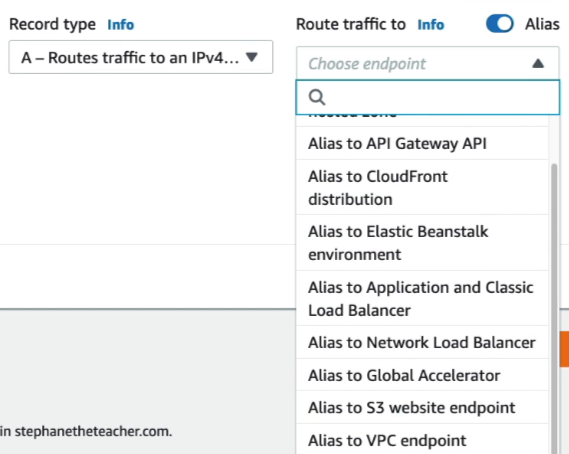 Record type Info
Route traffic to Info Alias
A – Routes traffic to an IPv4...
Choose endpoint
hosted zone
Alias to API Gateway API
Alias to CloudFront
distribution
Alias to Elastic Beanstalk
environment
Alias to Application and Classic
Load Balancer
Alias to Network Load Balancer
Alias to Global Accelerator
Alias to S3 website endpoint
in stephanetheteacher.com.
Alias to VPC endpoint